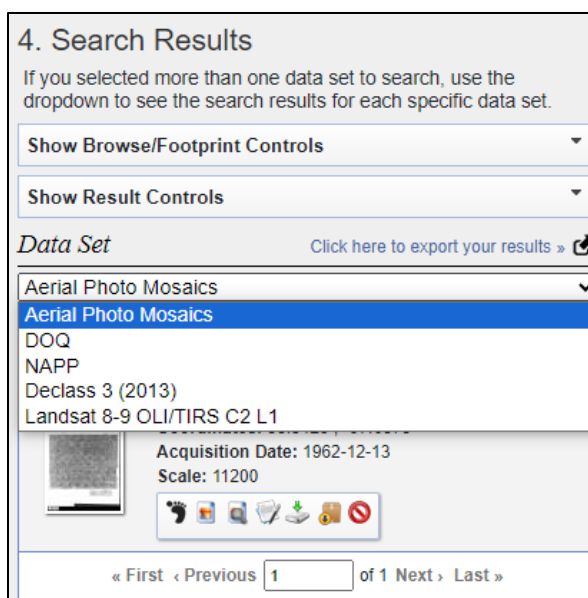 4. Search Results
If you selected more than one data set to search, use the
dropdown to see the search results for each specific data set.
Show Browse/Footprint Controls
Show Result Controls
Data Set
Click here to export your results »
Aerial Photo Mosaics
Aerial Photo Mosaics
DOQ
NAPP
Declass 3 (2013)
Landsat 8-9 OLI/TIRS C2 L1
Acquisition Date: 1962-12-13
Scale: 11200
« First ‹ Previous 1 of 1 Next › Last »